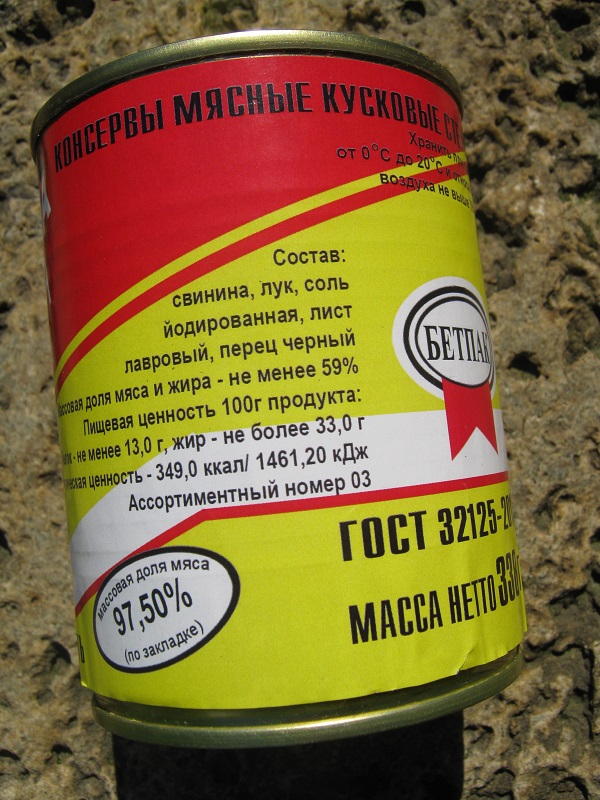 КОНСЕРВЫ МЯСНЫЕ КУСКОВЫЕ
Хранить
от 0°С до 20°С и
воздуха не выше
Состав:
свинина, лук, соль
йодированная, лист
лавровый, перец черный
доля мяса и жира - не менее 59%
Пищевая ценность 100г продукта:
- не менее 13,0 г, жир - не более 33,0 г
ценность - 349,0 ккал/ 1461,20 кДж
Ассортиментный номер 03
БЕТПАК
ГОСТ 32125-20
МАССА НЕТТО 330
массовая доля мяса
97,50%
(по закладке)